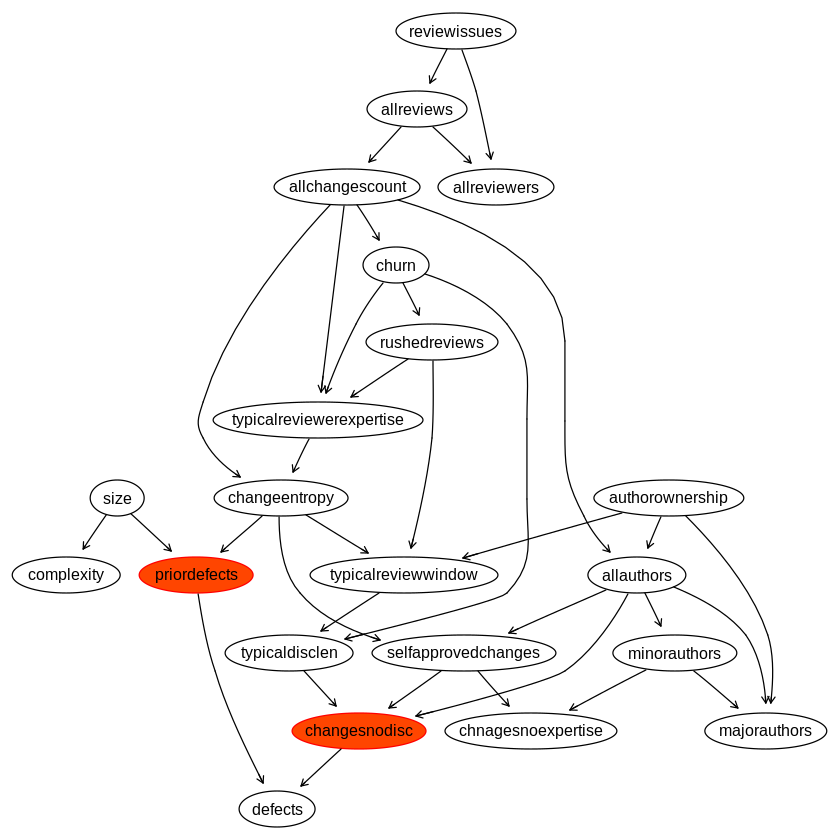 reviewissues
allreviews
allchangescount
allreviewers
churn
rushedreviews
typicalreviewerexpertise
size
changeentropy
authorownership
complexity
priordefects
typicalreviewwindow
allauthors
typicaldisclen
selfapprovedchanges
minorauthors
changesnodisc
chnagesnoexpertise
majorauthors
defects